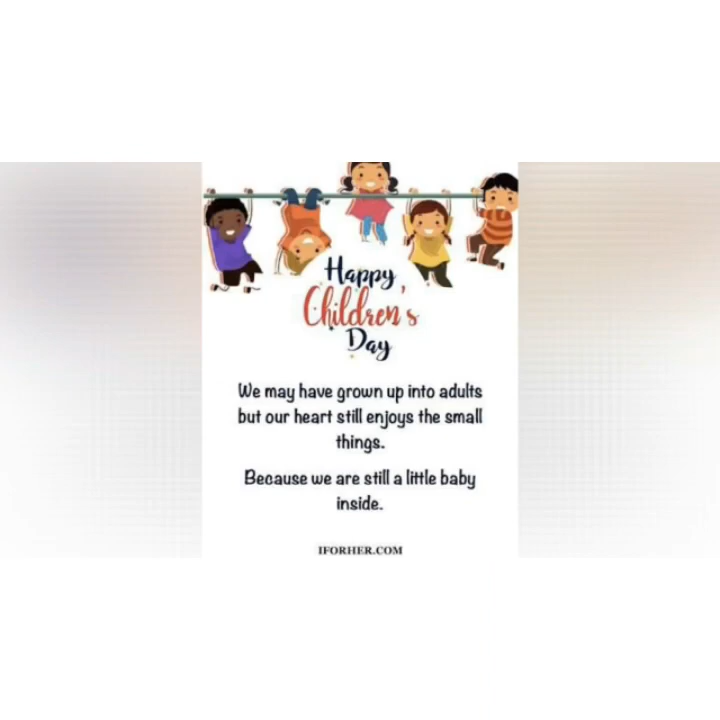 Happy
Children's
Day
We may have grown up into adults
but our heart still enjoys the small
things.
Because we are still a little baby
inside.
IFORHER.COM